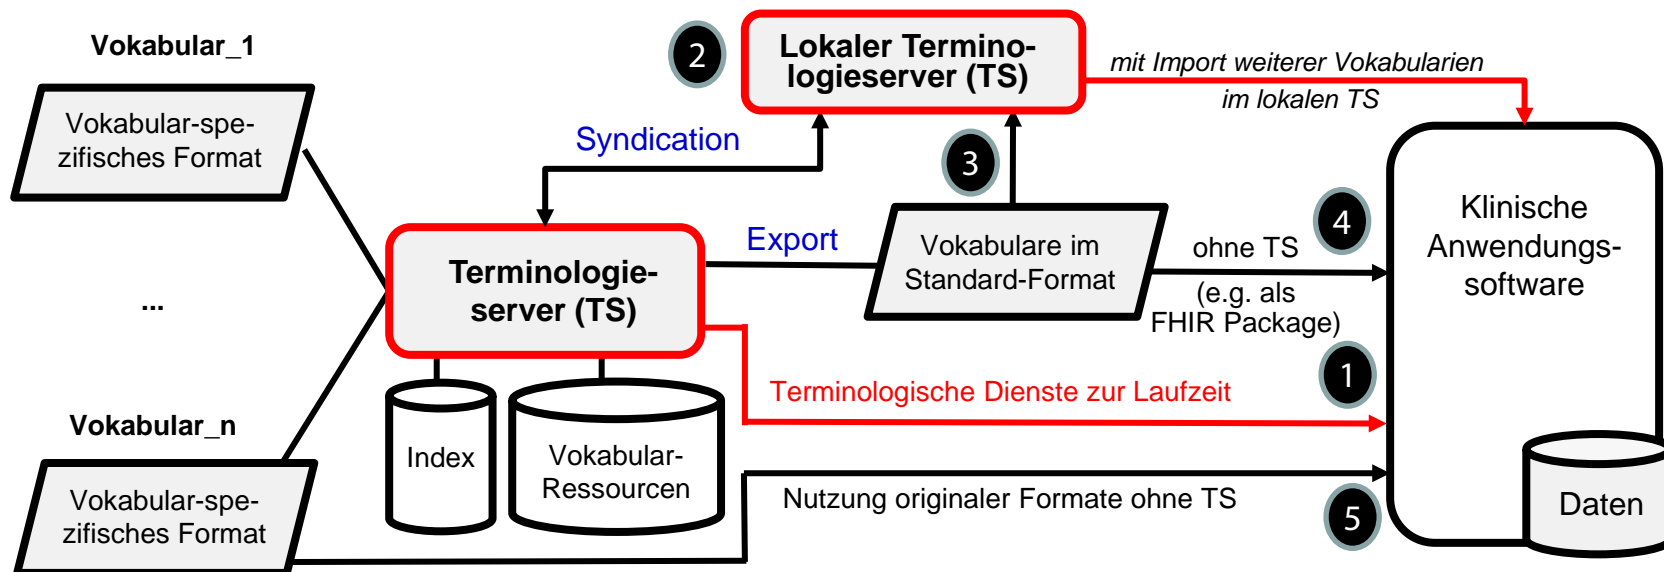 Vokabular_1
Vokabular-spe-
zifisches Format
...
Vokabular_n
Vokabular-spe-
zifisches Format
2
Lokaler Termino-
logieserver (TS)
mit Import weiterer Vokabularien
im lokalen TS
Syndication
3
Terminologie-
server (TS)
Export
Vokabulare im
Standard-Format
4
ohne TS
(e.g. als
FHIR Package)
Klinische
Anwendungs-
software
1
Terminologische Dienste zur Laufzeit
Index
Vokabular-
Ressourcen
Nutzung originaler Formate ohne TS
5
Daten